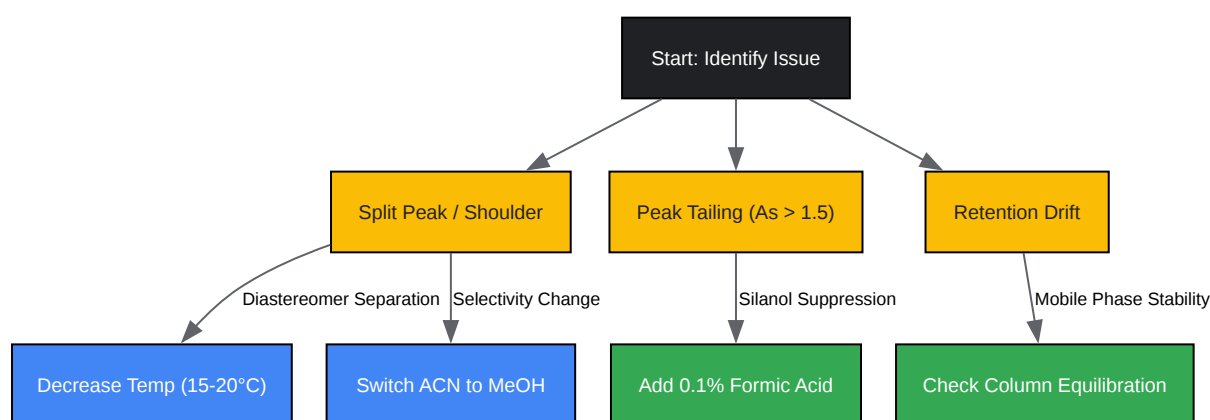 Start: Identify Issue
Split Peak / Shoulder
Peak Tailing (As > 1.5)
Retention Drift
Diastereomer Separation
Selectivity Change
Silanol Suppression
Mobile Phase Stability
Decrease Temp (15-20°C)
Switch ACN to MeOH
Add 0.1% Formic Acid
Check Column Equilibration